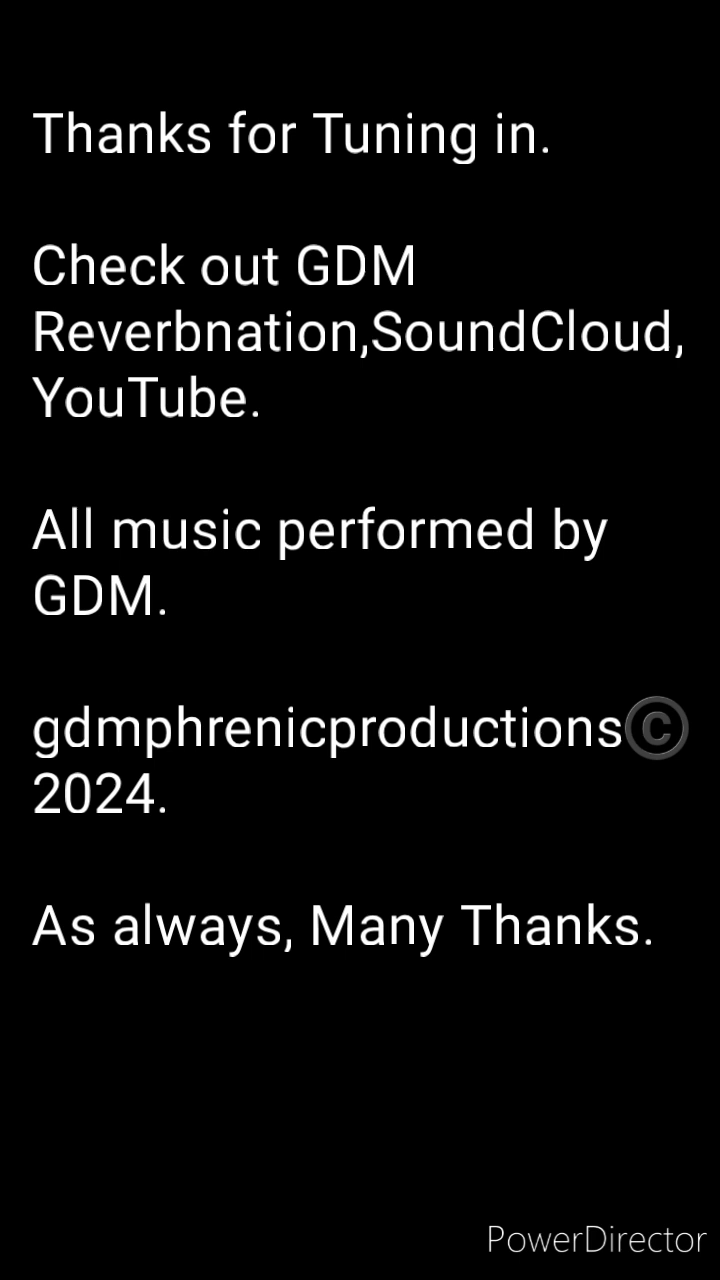 Thanks for Tuning in.
Check out GDM
Reverbnation,SoundCloud,
YouTube.
All music performed by
GDM.
gdmphrenicproductions©
2024.
As always, Many Thanks.
PowerDirector